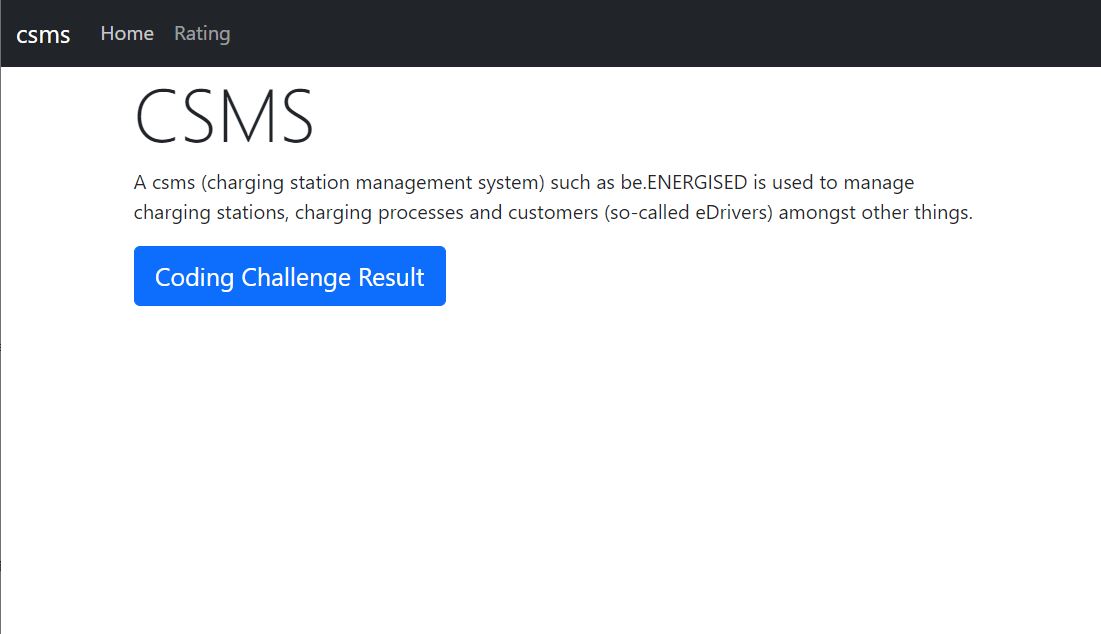 csms Home Rating
CSMS
A csms (charging station management system) such as be.ENERGISED is used to manage
charging stations, charging processes and customers (so-called eDrivers) amongst other things.
Coding Challenge Result